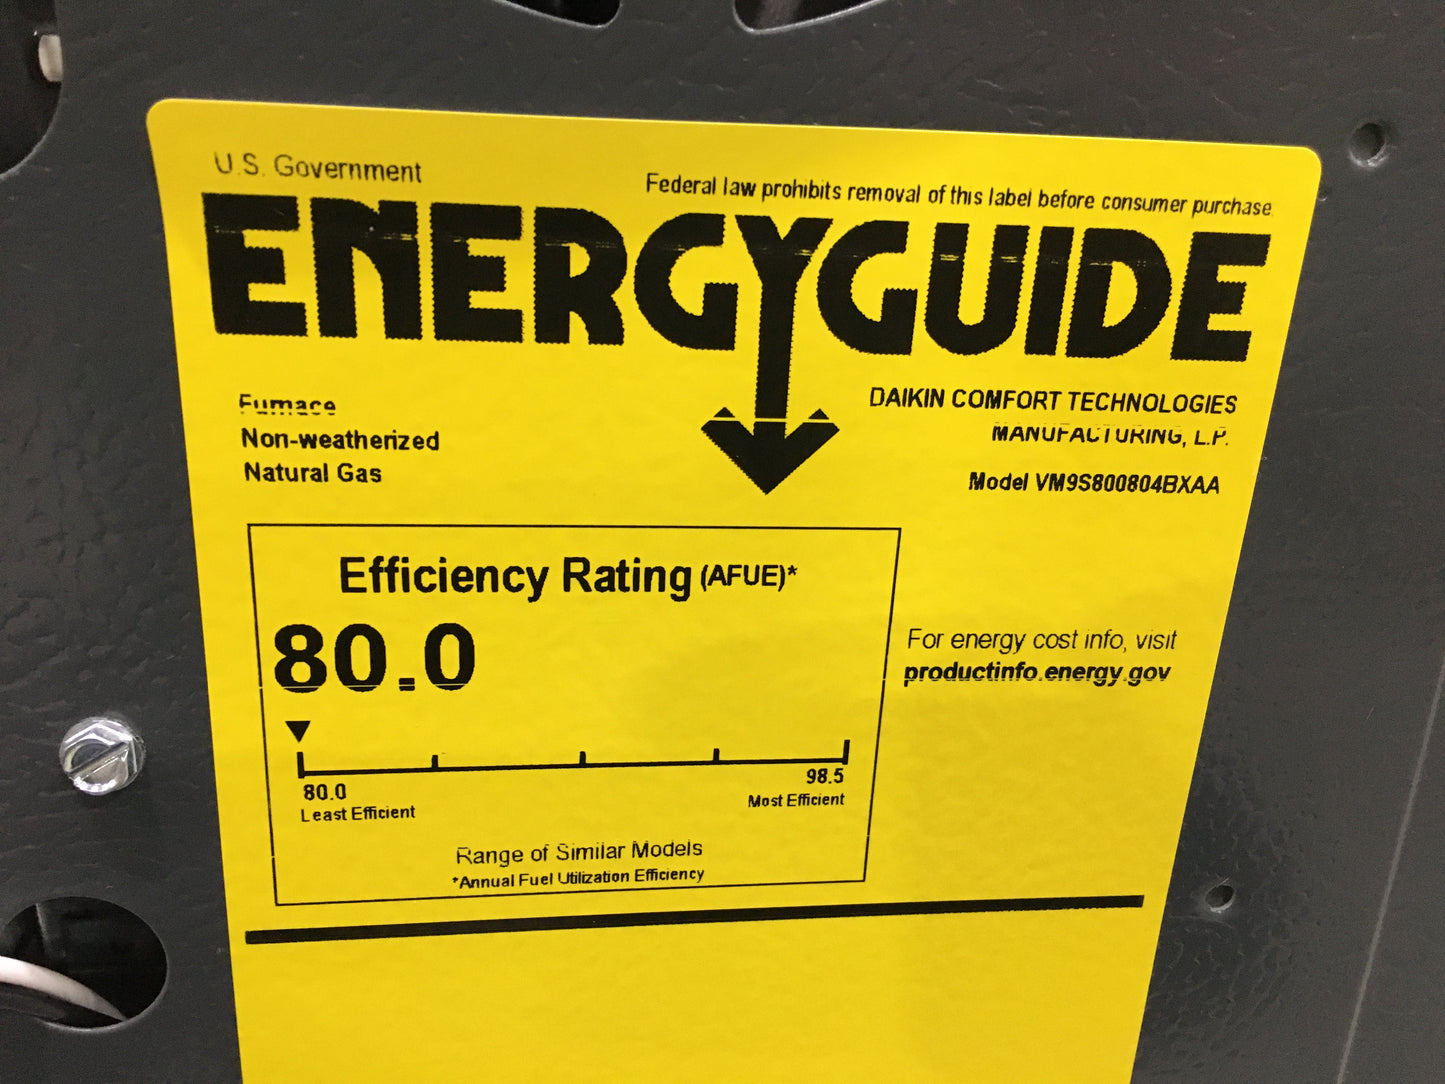 U.S. Government
Federal law prohibits removal of this label before consumer purchase.
ENERGYGUIDE
Furnace
Non-weatherized
Natural Gas
DAIKIN COMFORT TECHNOLOGIES
MANUFACTURING, L.P.
Model VM9S800804BXAA
Efficiency Rating (AFUE)*
80.0
80.0
Least Efficient
98.5
Most Efficient
Range of Similar Models
*Annual Fuel Utilization Efficiency
For energy cost info, visit
productinfo.energy.gov